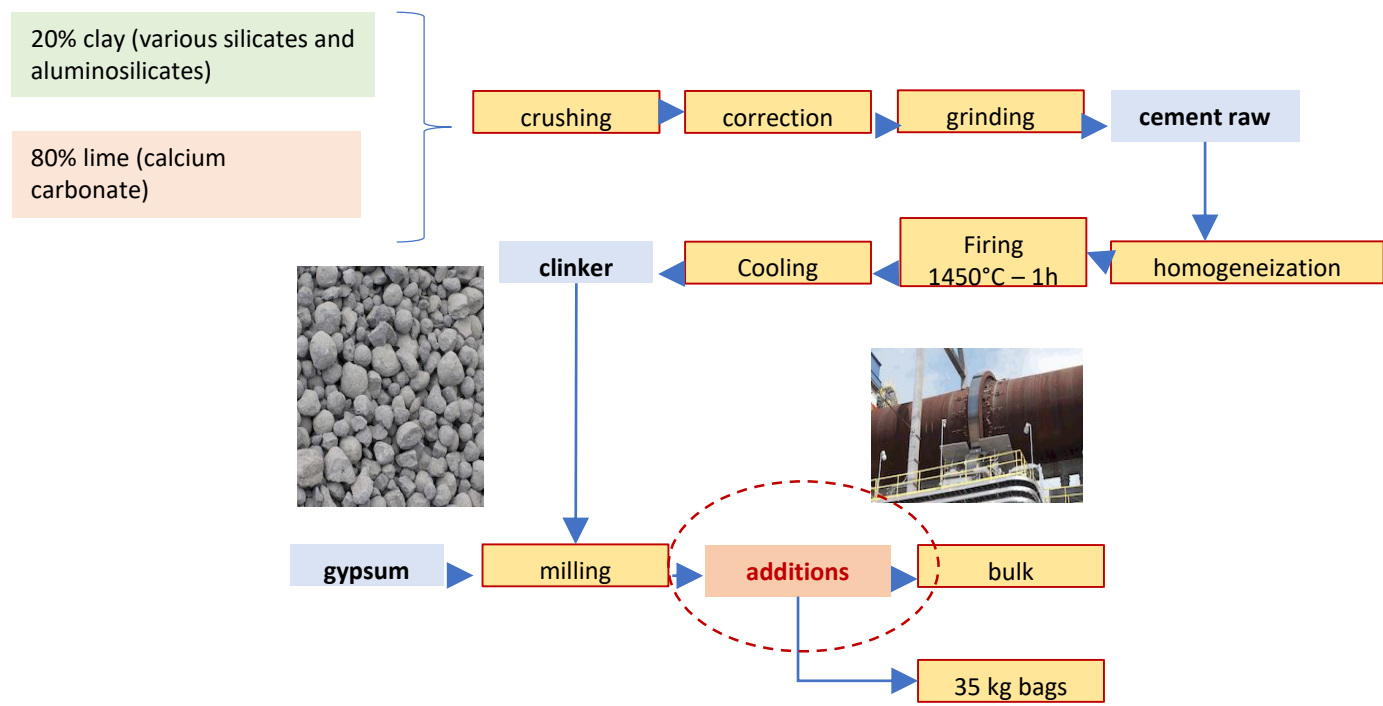 20% clay (various silicates and
aluminosilicates)
80% lime (calcium
carbonate)
crushing
correction
grinding
cement raw
homogeneization
Firing
1450°C – 1h
Cooling
clinker
gypsum
milling
additions
bulk
35 kg bags